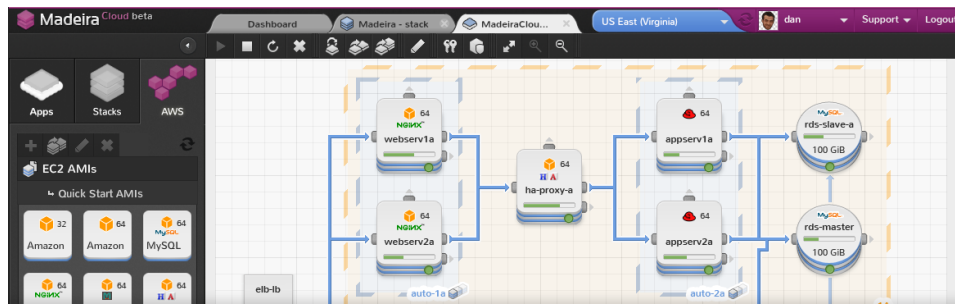 Madeira Cloud beta
Dashboard
Madeira - stack
MadeiraClou...
US East (Virginia)
dan
Support
Logout
Apps
Stacks
AWS
EC2 AMIs
Quick Start AMIs
32
Amazon
64
Amazon
64
MySQL
MySQL
64
NGINX
64
64
HA
elb-lb
64
NGINX
webserv1a
64
NGINX
webserv2a
auto-1a
64
HA
ha-proxy-a
64
appserv1a
64
appserv2a
auto-2a
MySQL
rds-slave-a
100 GiB
MySQL
rds-master
100 GiB